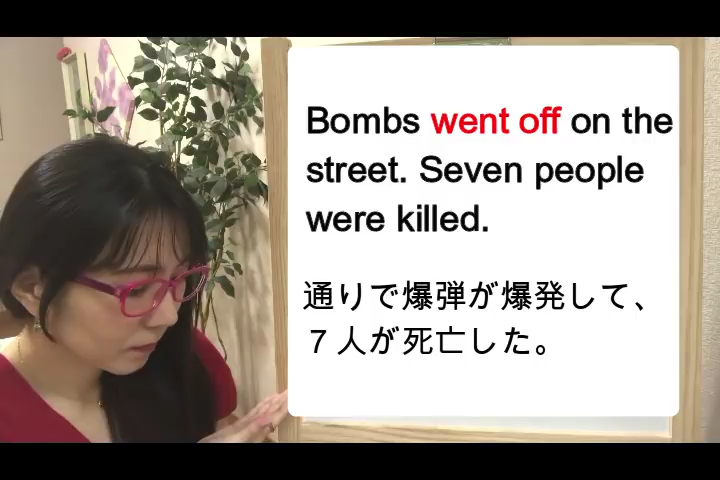 Bombs went off on the
street. Seven people
were killed.
通りで爆弾が爆発して、
７人が死亡した。